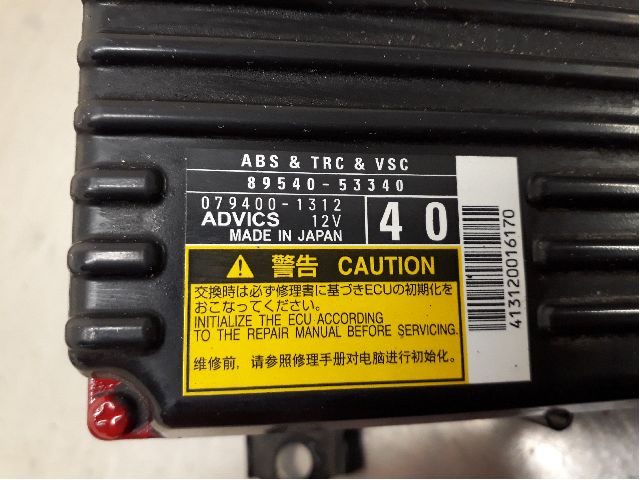 ABS & TRC & VSC
89540-53340
079400-1312
ADVICS 12V
MADE IN JAPAN
40
警告 CAUTION
交換時は必ず修理書に基づきECUの初期化を
おこなってください。
INITIALIZE THE ECU ACCORDING
TO THE REPAIR MANUAL BEFORE SERVICING.
维修前，请参照修理手册对电脑进行初始化。
413120016170